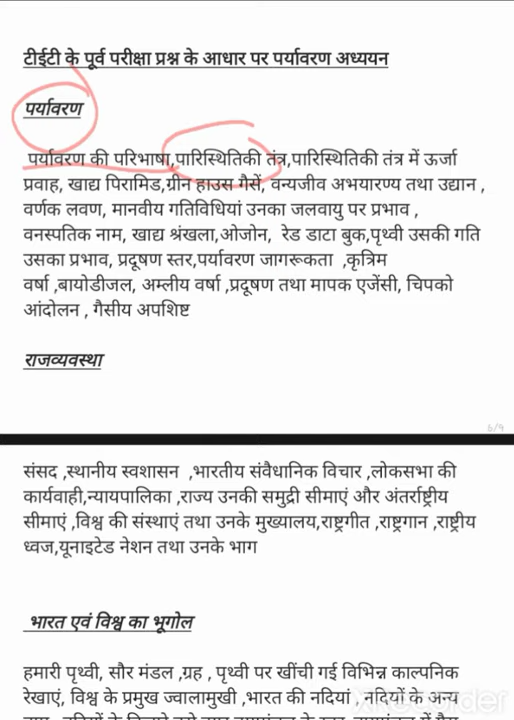 टीईटी के पूर्व परीक्षा प्रश्न के आधार पर पर्यावरण अध्ययन
पर्यावरण
पर्यावरण की परिभाषा,पारिस्थितिकी तंत्र,पारिस्थितिकी तंत्र में ऊर्जा
प्रवाह, खाद्य पिरामिड,ग्रीन हाउस गैसें, वन्यजीव अभयारण्य तथा उद्यान ,
वर्णक लवण, मानवीय गतिविधियां उनका जलवायु पर प्रभाव ,
वनस्पतिक नाम, खाद्य श्रंखला,ओजोन, रेड डाटा बुक,पृथ्वी उसकी गति
उसका प्रभाव, प्रदूषण स्तर,पर्यावरण जागरूकता ,कृत्रिम
वर्षा ,बायोडीजल, अम्लीय वर्षा ,प्रदूषण तथा मापक एजेंसी, चिपको
आंदोलन , गैसीय अपशिष्ट
राजव्यवस्था
6/9
संसद ,स्थानीय स्वशासन ,भारतीय संवैधानिक विचार ,लोकसभा की
कार्यवाही,न्यायपालिका ,राज्य उनकी समुद्री सीमाएं और अंतर्राष्ट्रीय
सीमाएं ,विश्व की संस्थाएं तथा उनके मुख्यालय,राष्ट्रगीत ,राष्ट्रगान ,राष्ट्रीय
ध्वज,यूनाइटेड नेशन तथा उनके भाग
भारत एवं विश्व का भूगोल
हमारी पृथ्वी, सौर मंडल ,ग्रह , पृथ्वी पर खींची गई विभिन्न काल्पनिक
रेखाएं, विश्व के प्रमुख ज्वालामुखी ,भारत की नदियां , नदियों के अन्य
XRecorder